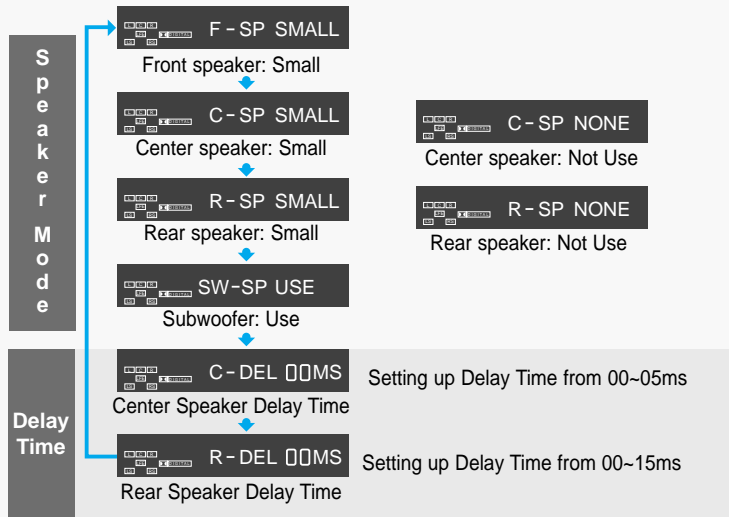 Speaker Mode
F-SP SMALL
Front speaker: Small
C-SP SMALL
Center speaker: Small
R-SP SMALL
Rear speaker: Small
SW-SP USE
Subwoofer: Use
C-SP NONE
Center speaker: Not Use
R-SP NONE
Rear speaker: Not Use
Delay
Time
C-DEL 00MS
Center Speaker Delay Time
Setting up Delay Time from 00~05ms
R-DEL 00MS
Rear Speaker Delay Time
Setting up Delay Time from 00~15ms